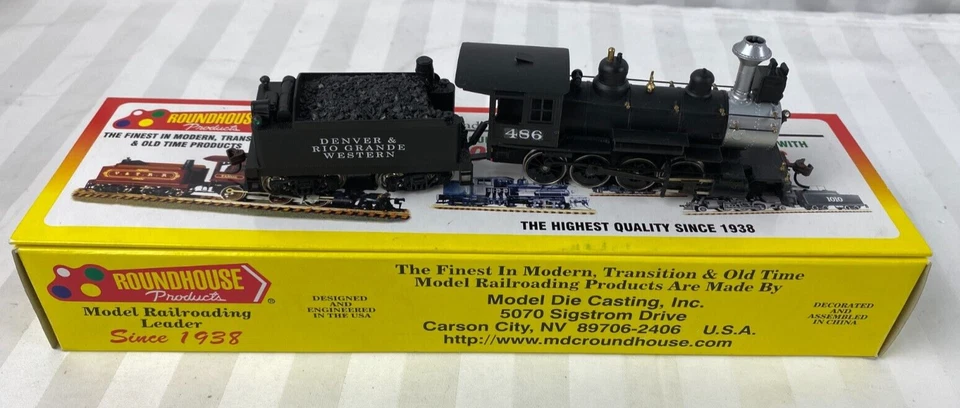 ROUNDHOUSE
Products
THE FINEST IN MODERN, TRANS
& OLD TIME PRODUCTS
DENVER &
RIO GRANDE
WESTERN
486
WITH
1010
THE HIGHEST QUALITY SINCE 1938
ROUNDHOUSE
Products
®
Model Railroading
Leader
Since 1938
DESIGNED
AND
ENGINEERED
IN THE USA
The Finest In Modern, Transition & Old Time
Model Railroading Products Are Made By
Model Die Casting, Inc.
5070 Sigstrom Drive
Carson City, NV 89706-2406 U.S.A.
http://www.mdcroundhouse.com
DECORATED
AND
ASSEMBLED
IN CHINA